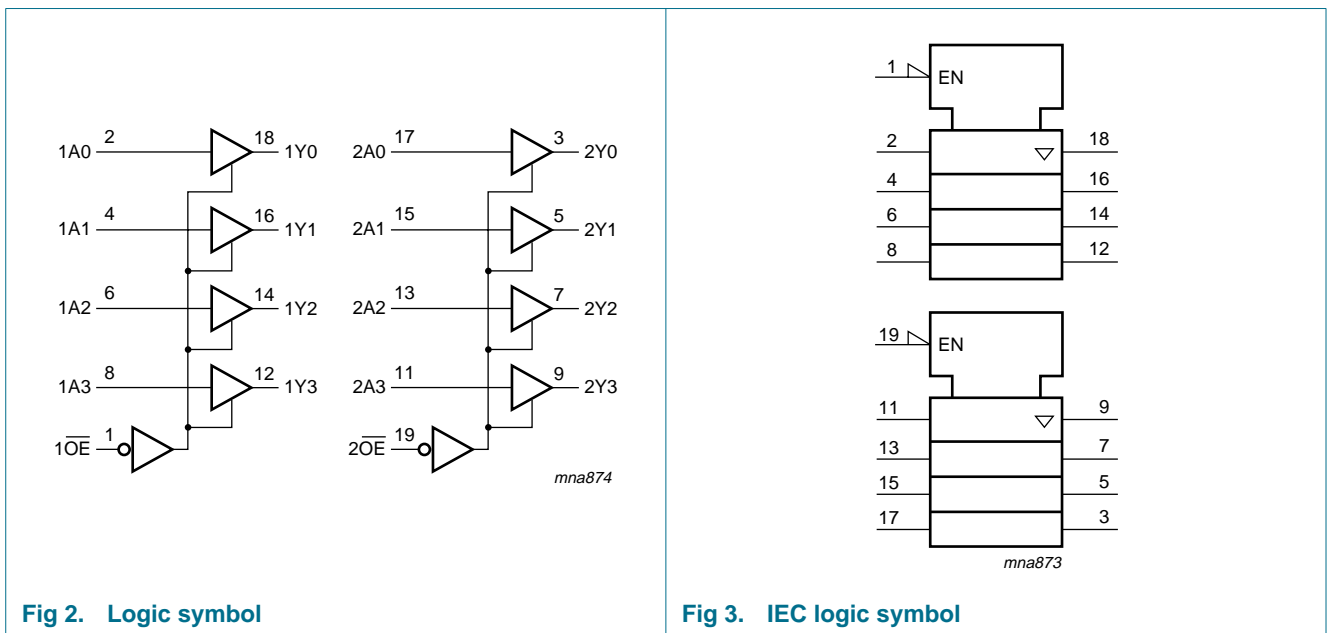 1A0 2 18 1Y0
1A1 4 16 1Y1
1A2 6 14 1Y2
1A3 8 12 1Y3
1O̅E̅ 1
2A0 17 3 2Y0
2A1 15 5 2Y1
2A2 13 7 2Y2
2A3 11 9 2Y3
2O̅E̅ 19
mna874
Fig 2. Logic symbol
1 EN
2 18
4 16
6 14
8 12
19 EN
11 9
13 7
15 5
17 3
mna873
Fig 3. IEC logic symbol